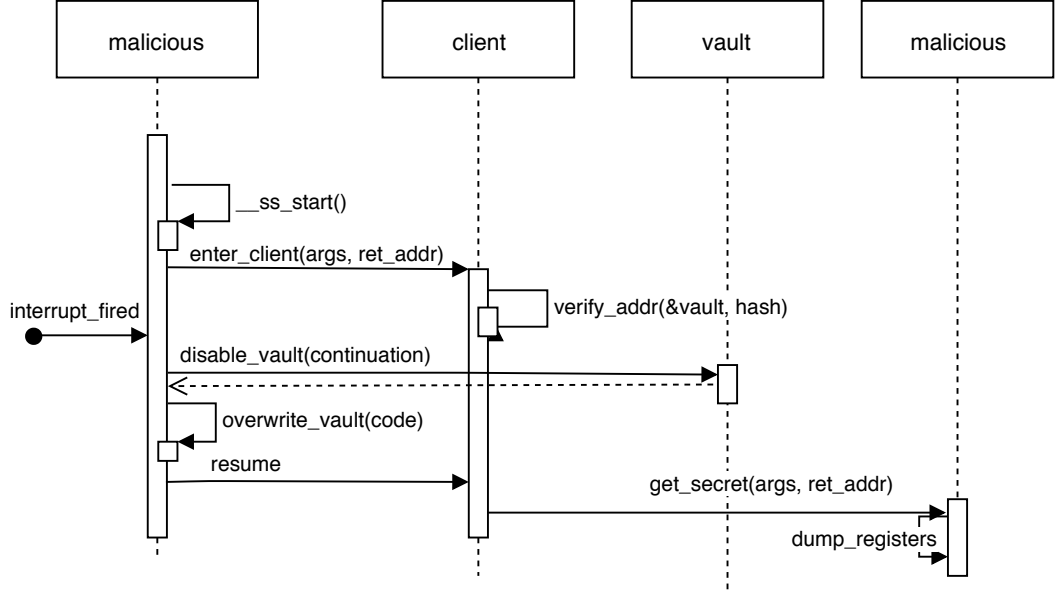 malicious
client
vault
malicious
__ss_start()
enter_client(args, ret_addr)
interrupt_fired
verify_addr(&vault, hash)
disable_vault(continuation)
overwrite_vault(code)
resume
get_secret(args, ret_addr)
dump_registers